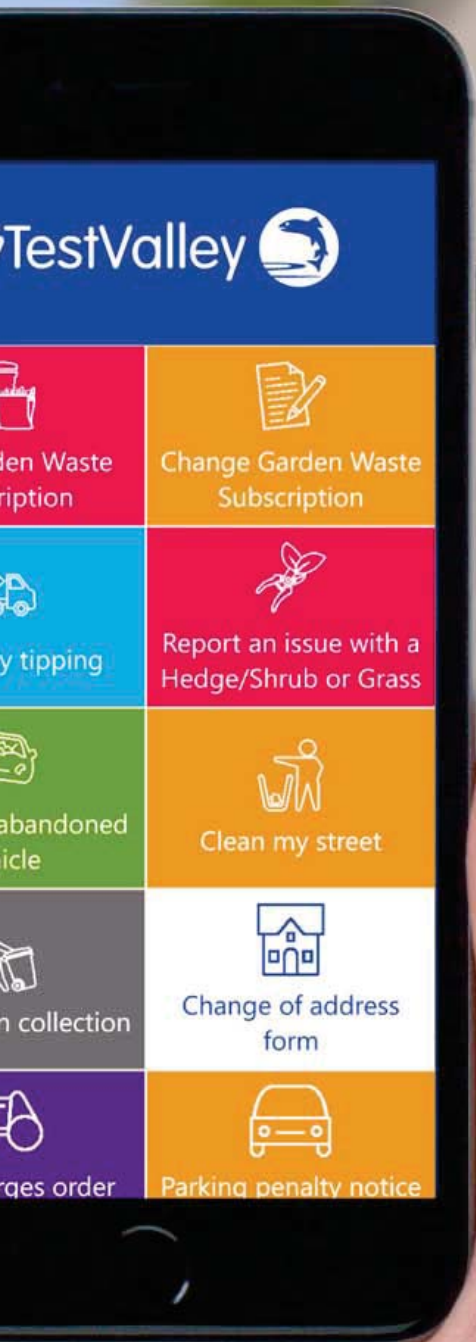 yTestValley
den Waste
ription
Change Garden Waste
Subscription
y tipping
Report an issue with a
Hedge/Shrub or Grass
abandoned
icle
Clean my street
n collection
Change of address
form
rges order
Parking penalty notice